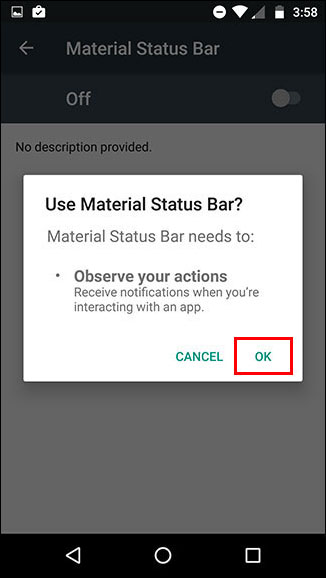 3:58
Material Status Bar
Off
No description provided.
Use Material Status Bar?
Material Status Bar needs to:
• Observe your actions
Receive notifications when you're
interacting with an app.
CANCEL OK